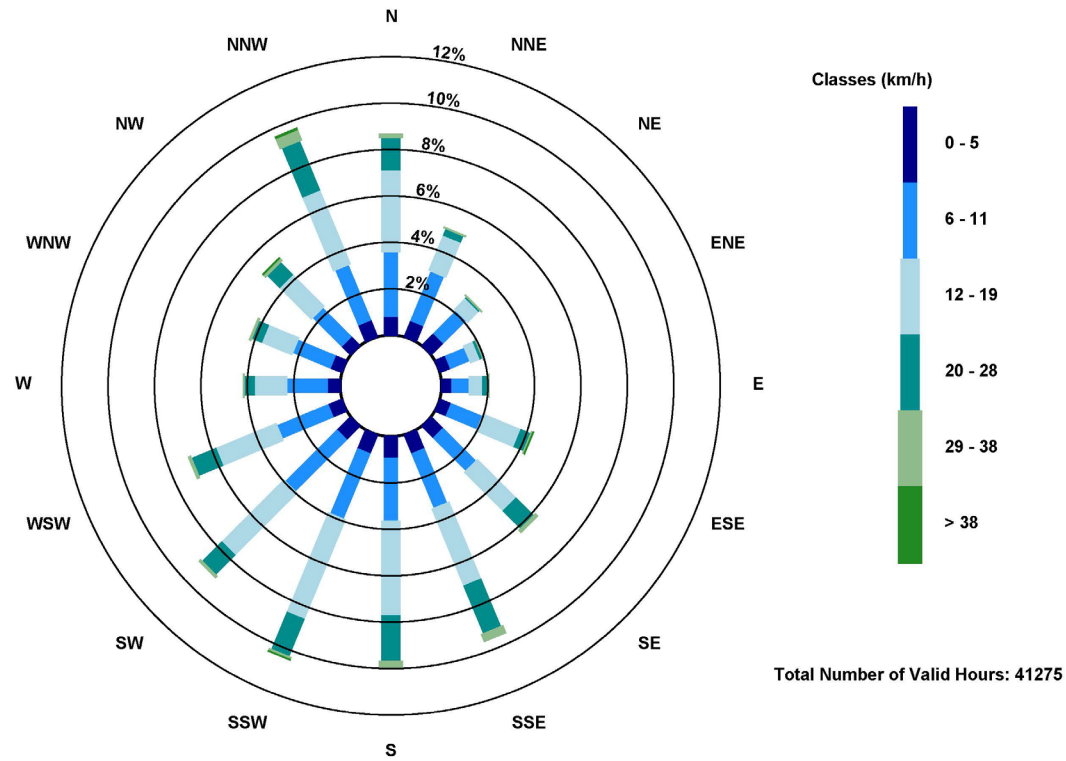 N
NNW
NNE
12%
Classes (km/h)
10%
NW
NE
0 - 5
8%
6%
6 - 11
WNW
4%
ENE
2%
12 - 19
20 - 28
W
E
29 - 38
WSW
ESE
> 38
SW
SE
Total Number of Valid Hours: 41275
SSW
SSE
S